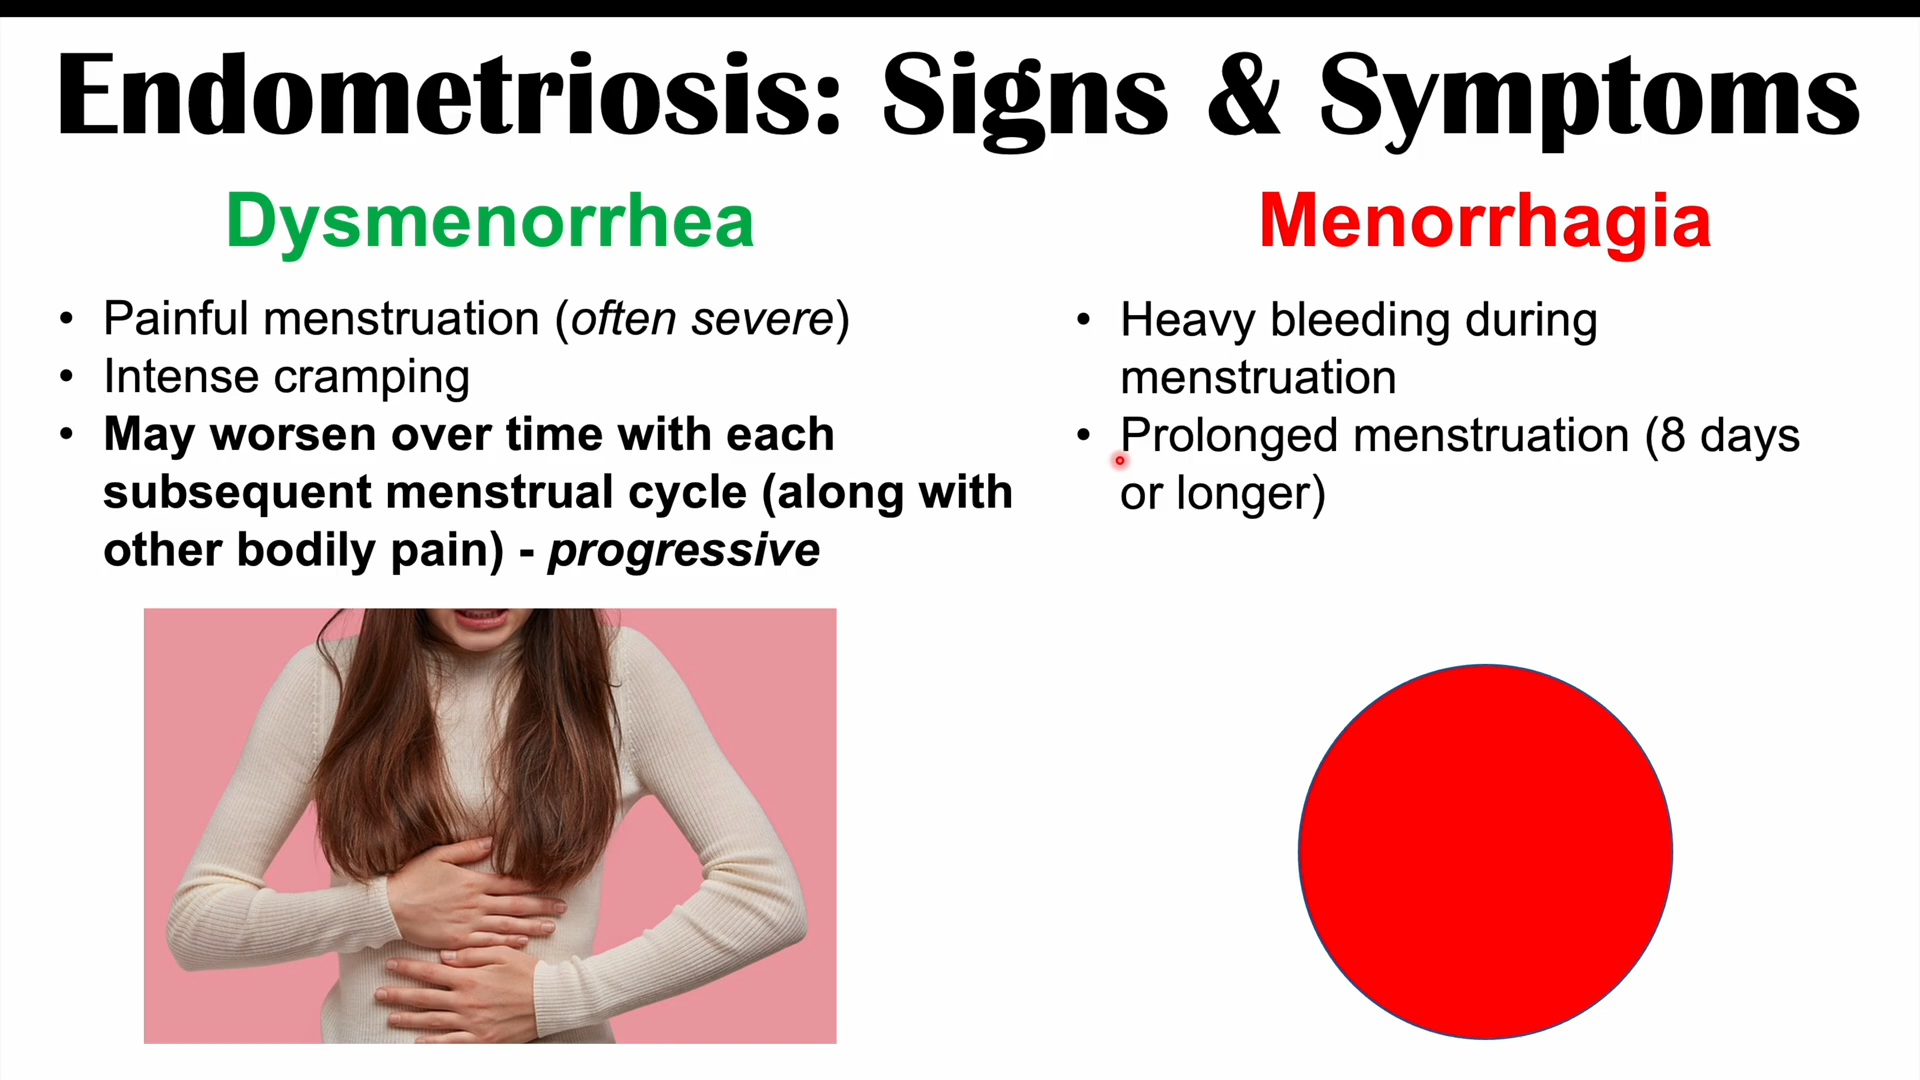 Endometriosis: Signs & Symptoms
Dysmenorrhea
• Painful menstruation (often severe)
• Intense cramping
• May worsen over time with each
subsequent menstrual cycle (along with
other bodily pain) - progressive
Menorrhagia
• Heavy bleeding during
menstruation
• Prolonged menstruation (8 days
or longer)